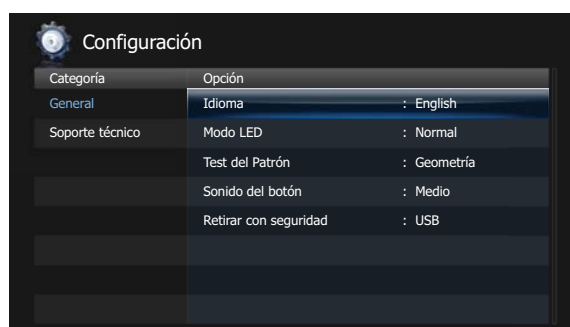 Configuración
Categoría Opción
General Idioma : English
Soporte técnico Modo LED : Normal
Test del Patrón : Geometría
Sonido del botón : Medio
Retirar con seguridad : USB